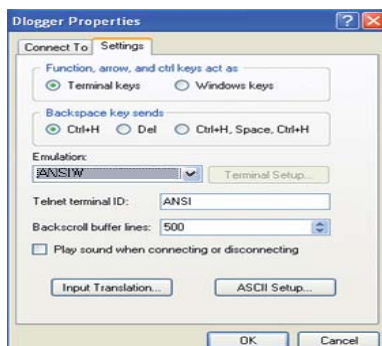 Dlogger Properties
Connect To Settings
Function, arrow, and ctrl keys act as
Terminal keys Windows keys
Backspace key sends
Ctrl+H Del Ctrl+H, Space, Ctrl+H
Emulation:
ANSIW Terminal Setup...
Telnet terminal ID: ANSI
Backscroll buffer lines: 500
Play sound when connecting or disconnecting
Input Translation... ASCII Setup...
OK Cancel